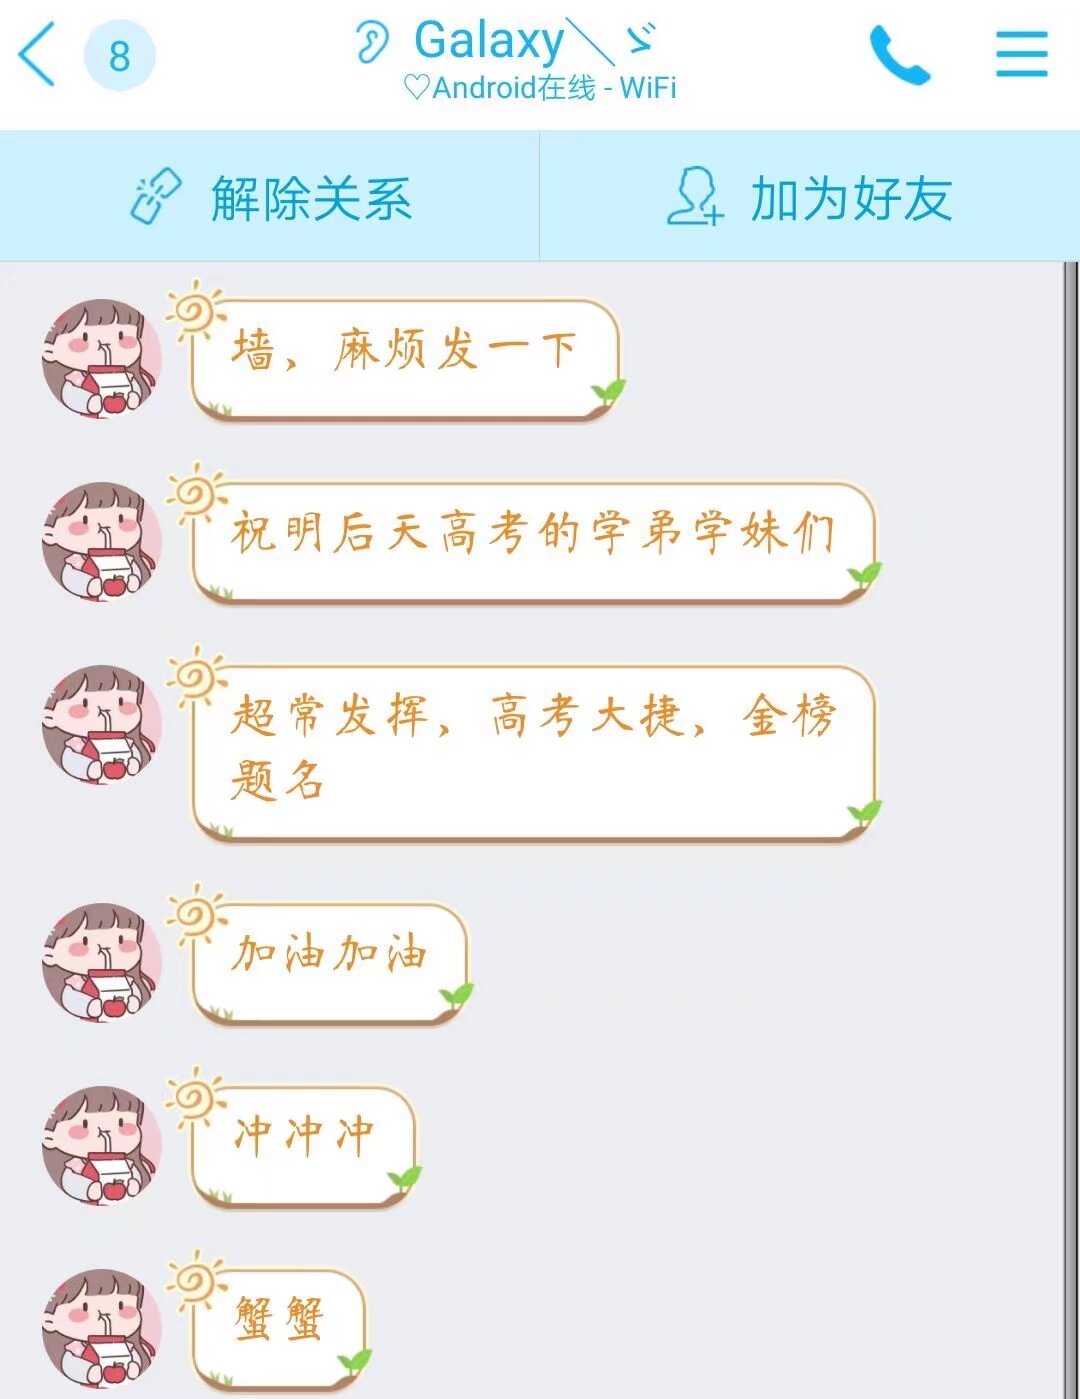 8
Galaxy＼ゞ
♡Android在线 - WiFi
解除关系
加为好友
墙，麻烦发一下
祝明后天高考的学弟学妹们
超常发挥，高考大捷，金榜
题名
加油加油
冲冲冲
蟹蟹